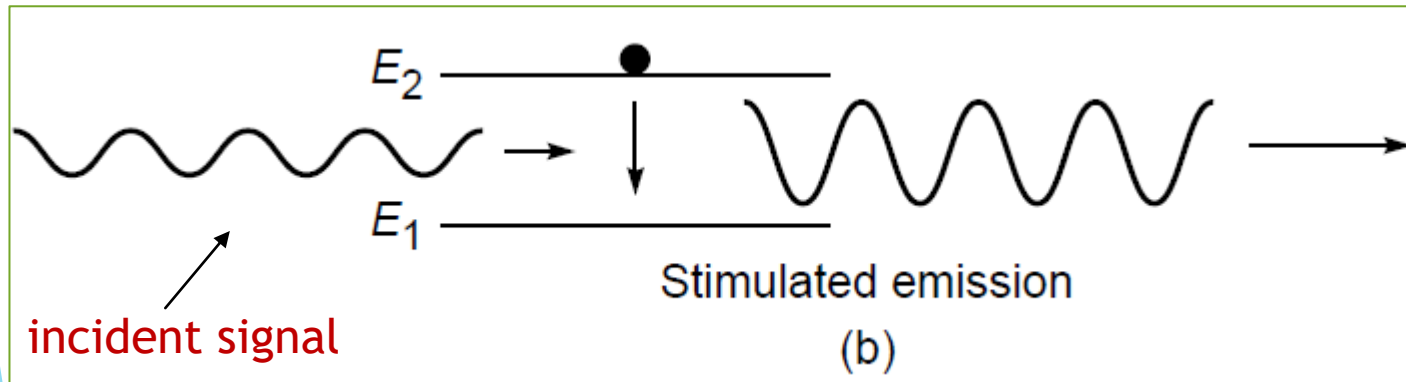 E₂
E₁
Stimulated emission
incident signal
(b)